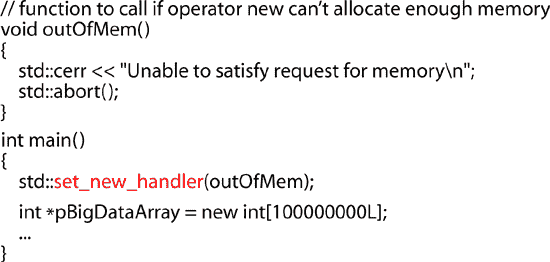 // function to call if operator new can’t allocate enough memory
void outOfMem()
{
std::cerr << "Unable to satisfy request for memory\n";
std::abort();
}
int main()
{
std::set_new_handler(outOfMem);
int *pBigDataArray = new int[100000000L];
...
}